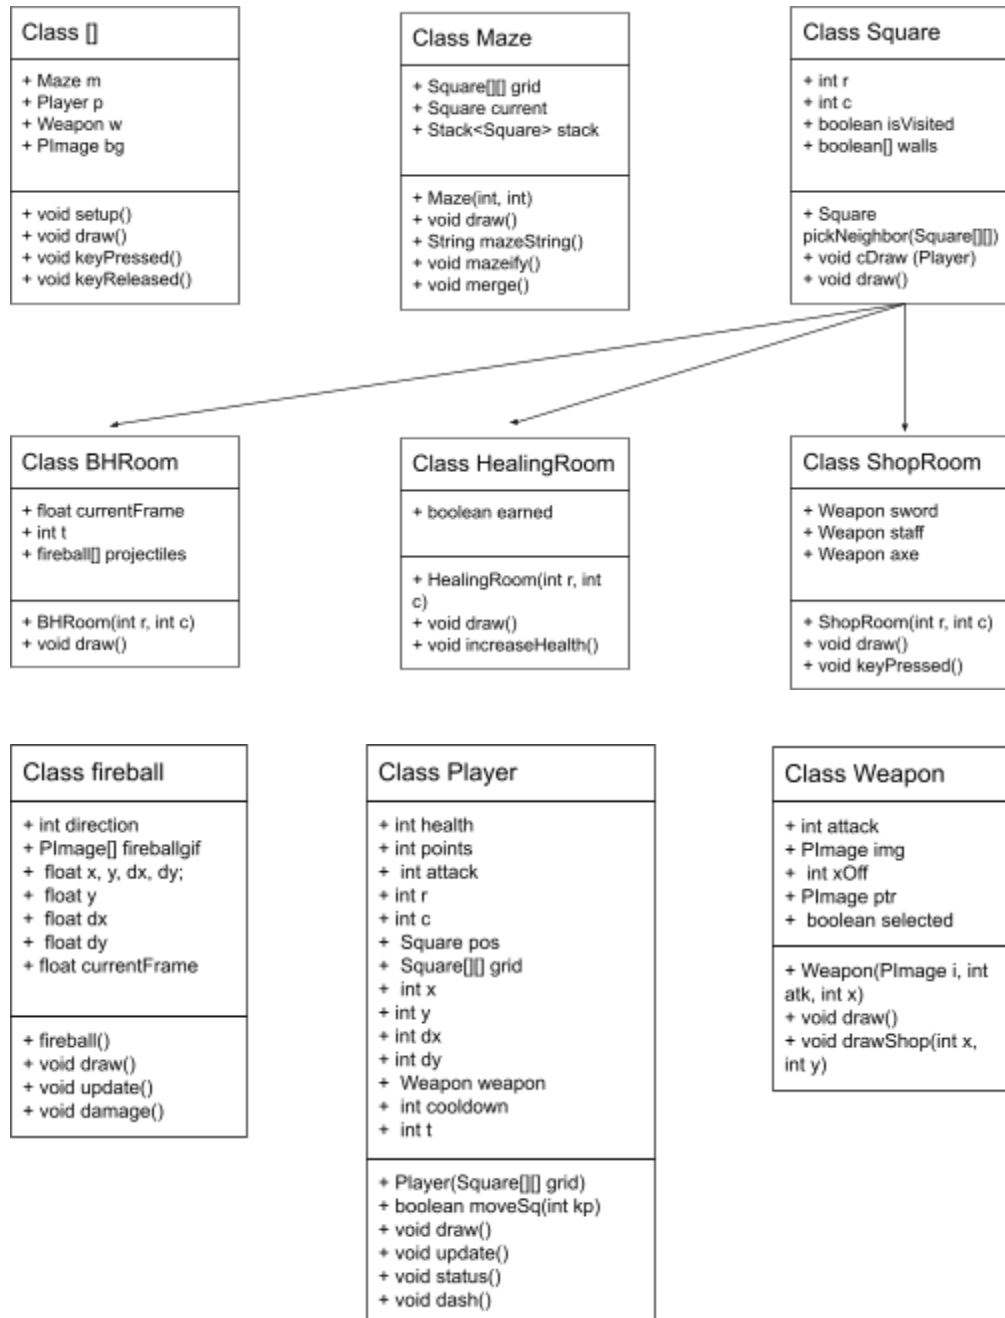 Class []
+ Maze m
+ Player p
+ Weapon w
+ PImage bg
+ void setup()
+ void draw()
+ void keyPressed()
+ void keyReleased()
Class Maze
+ Square[][] grid
+ Square current
+ Stack<Square> stack
+ Maze(int, int)
+ void draw()
+ String mazeString()
+ void mazeify()
+ void merge()
Class Square
+ int r
+ int c
+ boolean isVisited
+ boolean[] walls
+ Square
pickNeighbor(Square[][])
+ void cDraw (Player)
+ void draw()
Class BHRoom
+ float currentFrame
+ int t
+ fireball[] projectiles
+ BHRoom(int r, int c)
+ void draw()
Class HealingRoom
+ boolean earned
+ HealingRoom(int r, int
c)
+ void draw()
+ void increaseHealth()
Class ShopRoom
+ Weapon sword
+ Weapon staff
+ Weapon axe
+ ShopRoom(int r, int c)
+ void draw()
+ void keyPressed()
Class fireball
+ int direction
+ PImage[] fireballgif
+ float x, y, dx, dy;
+ float y
+ float dx
+ float dy
+ float currentFrame
+ fireball()
+ void draw()
+ void update()
+ void damage()
Class Player
+ int health
+ int points
+ int attack
+ int r
+ int c
+ Square pos
+ Square[][] grid
+ int x
+ int y
+ int dx
+ int dy
+ Weapon weapon
+ int cooldown
+ int t
+ Player(Square[][] grid)
+ boolean moveSq(int kp)
+ void draw()
+ void update()
+ void status()
+ void dash()
Class Weapon
+ int attack
+ PImage img
+ int xOff
+ PImage ptr
+ boolean selected
+ Weapon(PImage i, int
atk, int x)
+ void draw()
+ void drawShop(int x,
int y)